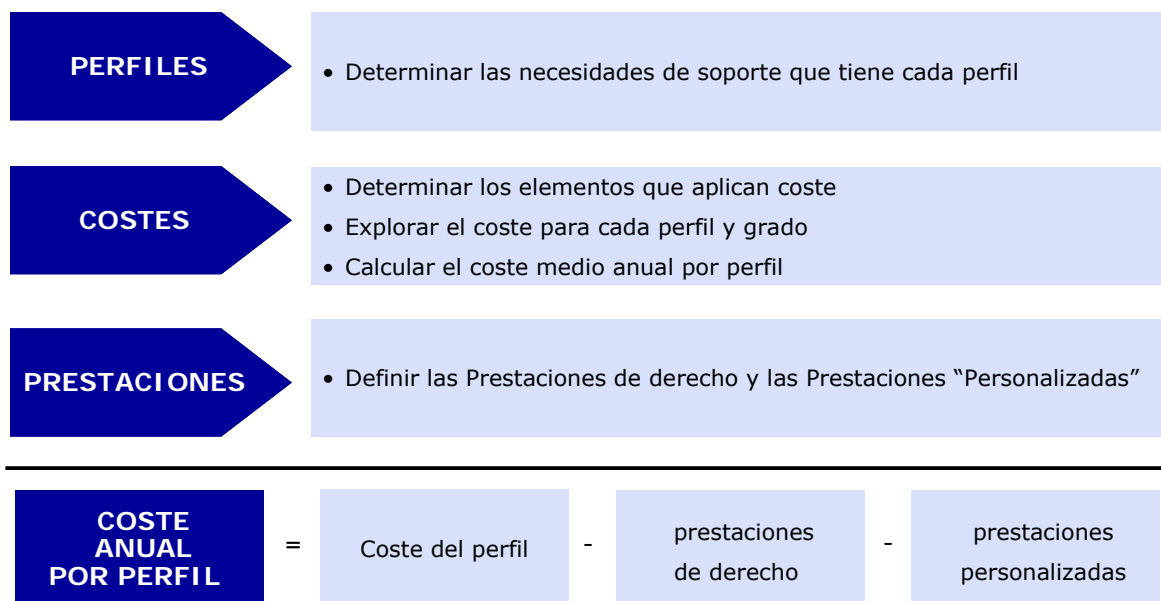 PERFILES
• Determinar las necesidades de soporte que tiene cada perfil
COSTES
• Determinar los elementos que aplican coste
• Explorar el coste para cada perfil y grado
• Calcular el coste medio anual por perfil
PRESTACIONES
• Definir las Prestaciones de derecho y las Prestaciones “Personalizadas”
COSTE
ANUAL
POR PERFIL
=
Coste del perfil
-
prestaciones
de derecho
-
prestaciones
personalizadas